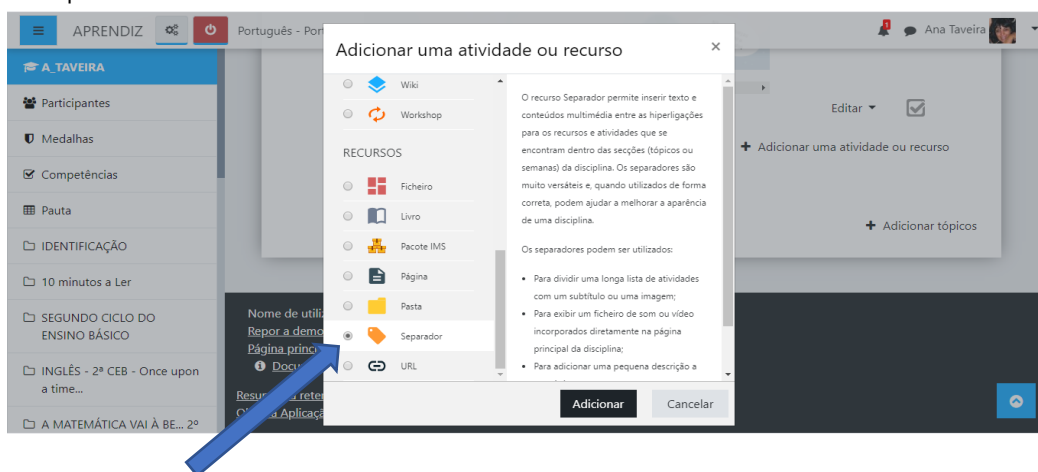 APRENDIZ
Português - Port
1
Ana Taveira
A_TAVEIRA
Participantes
Medalhas
Competências
Pauta
IDENTIFICAÇÃO
10 minutos a Ler
SEGUNDO CICLO DO
ENSINO BÁSICO
INGLÊS - 2ª CEB - Once upon
a time...
A MATEMÁTICA VAI À BE... 2º
Adicionar uma atividade ou recurso
×
Wiki
Workshop
RECURSOS
Ficheiro
Livro
Pacote IMS
Página
Pasta
Separador
URL
O recurso Separador permite inserir texto e
conteúdos multimédia entre as hiperligações
para os recursos e atividades que se
encontram dentro das secções (tópicos ou
semanas) da disciplina. Os separadores são
muito versáteis e, quando utilizados de forma
correta, podem ajudar a melhorar a aparência
de uma disciplina.
Os separadores podem ser utilizados:
• Para dividir uma longa lista de atividades
com um subtítulo ou uma imagem;
• Para exibir um ficheiro de som ou vídeo
incorporados diretamente na página
principal da disciplina;
• Para adicionar uma pequena descrição a
Adicionar
Cancelar
Editar
+ Adicionar uma atividade ou recurso
+ Adicionar tópicos
Nome de utili
Repor a demo
Página princ
Docu
Resu
reter
a Aplicaçã